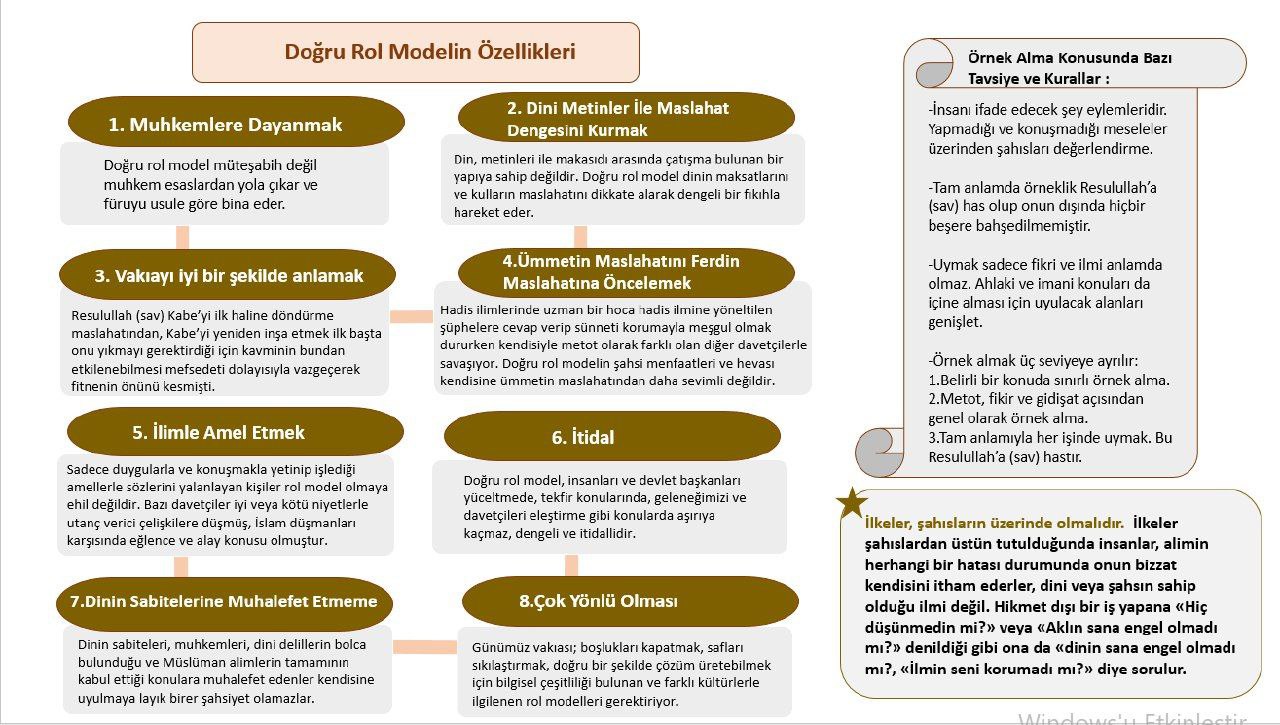 Doğru Rol Modelin Özellikleri
1. Muhkemlere Dayanmak
Doğru rol model müteşabih değil
muhkem esaslardan yola çıkar ve
füruyu usule göre bina eder.
2. Dini Metinler İle Maslahat
Dengesini Kurmak
Din, metinleri ile makasıdı arasında çatışma bulunan bir
yapıya sahip değildir. Doğru rol model dinin maksatlarını
ve kulların maslahatını dikkate alarak dengeli bir fıkıhla
hareket eder.
3. Vakıayı iyi bir şekilde anlamak
Resulullah (sav) Kabe’yi ilk haline döndürme
maslahatından, Kabe’yi yeniden inşa etmek ilk başta
onu yıkmayı gerektirdiği için kavminin bundan
etkilenebilmesi mefsedeti dolayısıyla vazgeçerek
fitnenin önünü kesmişti.
4.Ümmetin Maslahatını Ferdin
Maslahatına Öncelemek
Hadis ilimlerinde uzman bir hoca hadis ilmine yöneltilen
şüphelere cevap verip sünneti korumayla meşgul olmak
dururken kendisiyle metot olarak farklı olan diğer davetçilerle
savaşıyor. Doğru rol modelin şahsi menfaatleri ve hevası
kendisine ümmetin maslahatından daha sevimli değildir.
5. İlimle Amel Etmek
Sadece duygularla ve konuşmakla yetinip işlediği
amellerle sözlerini yalanlayan kişiler rol model olmaya
ehil değildir. Bazı davetçiler iyi veya kötü niyetlerle
utanç verici çelişkilere düşmüş, İslam düşmanları
karşısında eğlence ve alay konusu olmuştur.
6. İtidal
Doğru rol model, insanları ve devlet başkanları
yüceltmede, tekfir konularında, geleneğimizi ve
davetçileri eleştirme gibi konularda aşırıya
kaçmaz, dengeli ve itidallidir.
7.Dinin Sabitelerine Muhalefet Etmeme
Dinin sabiteleri, muhkemleri, dini delillerin bolca
bulunduğu ve Müslüman alimlerin tamamının
kabul ettiği konulara muhalefet edenler kendisine
uyulmaya layık birer şahsiyet olamazlar.
8.Çok Yönlü Olması
Günümüz vakıası; boşlukları kapatmak, safları
sıkılaştırmak, doğru bir şekilde çözüm üretebilmek
için bilgisel çeşitliliği bulunan ve farklı kültürlerle
ilgilenen rol modelleri gerektiriyor.
Örnek Alma Konusunda Bazı
Tavsiye ve Kurallar :
-İnsanı ifade edecek şey eylemleridir.
Yapmadığı ve konuşmadığı meseleler
üzerinden şahısları değerlendirme.
-Tam anlamda örneklik Resulullah’a
(sav) has olup onun dışında hiçbir
beşere bahşedilmemiştir.
-Uymak sadece fikri ve ilmi anlamda
olmaz. Ahlaki ve imani konuları da
içine alması için uyulacak alanları
genişlet.
-Örnek almak üç seviyeye ayrılır:
1.Belirli bir konuda sınırlı örnek alma.
2.Metot, fikir ve gidişat açısından
genel olarak örnek alma.
3.Tam anlamıyla her işinde uymak. Bu
Resulullah’a (sav) hastır.
İlkeler, şahısların üzerinde olmalıdır. İlkeler
şahıslardan üstün tutulduğunda insanlar, alimin
herhangi bir hatası durumunda onun bizzat
kendisini itham ederler, dini veya şahsın sahip
olduğu ilmi değil. Hikmet dışı bir iş yapana «Hiç
düşünmedin mi?» veya «Aklın sana engel olmadı
mı?» denildiği gibi ona da «dinin sana engel olmadı
mı?, «İlmin seni korumadı mı?» diye sorulur.
Windows'u Etkinleştir